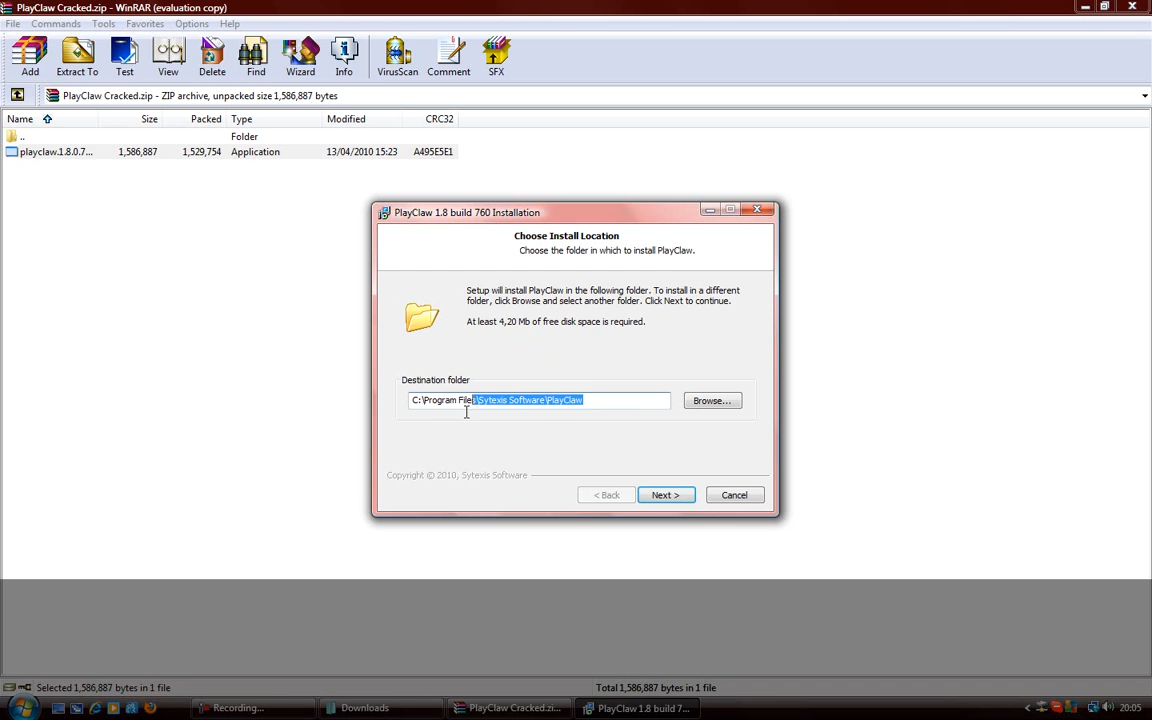 PlayClaw Cracked.zip - WinRAR (evaluation copy)
File Commands Tools Favorites Options Help
Add Extract To Test View Delete Find Wizard Info VirusScan Comment SFX
PlayClaw Cracked.zip - ZIP archive, unpacked size 1,586,887 bytes
Name Size Packed Type Modified CRC32
.. Folder
playclaw.1.8.0.7... 1,586,887 1,529,754 Application 13/04/2010 15:23 A495E5E1
PlayClaw 1.8 build 760 Installation
Choose Install Location
Choose the folder in which to install PlayClaw.
Setup will install PlayClaw in the following folder. To install in a different
folder, click Browse and select another folder. Click Next to continue.
At least 4,20 Mb of free disk space is required.
Destination folder
C:\Program Files\Sytexis Software\PlayClaw
Browse...
Copyright © 2010, Sytexis Software
< Back Next > Cancel
Selected 1,586,887 bytes in 1 file Total 1,586,887 bytes in 1 file
Recording... Downloads PlayClaw Cracked.zi... PlayClaw 1.8 build 7... 20:05